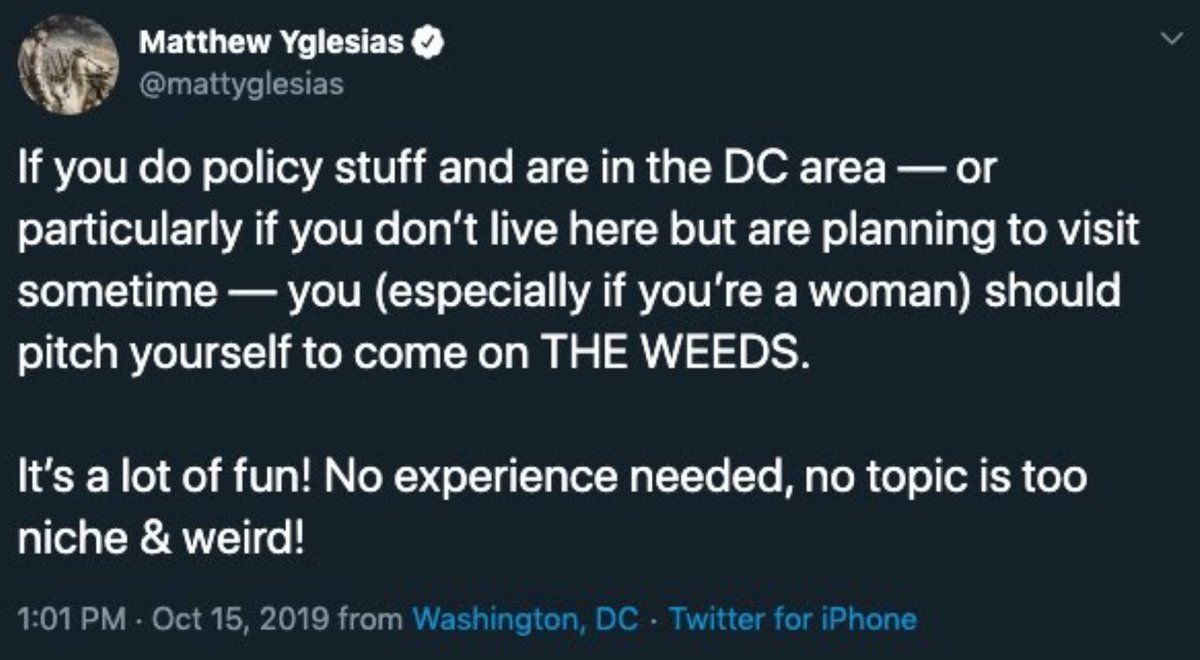 Matthew Yglesias
@mattyglesias
If you do policy stuff and are in the DC area — or
particularly if you don’t live here but are planning to visit
sometime — you (especially if you’re a woman) should
pitch yourself to come on THE WEEDS.
It’s a lot of fun! No experience needed, no topic is too
niche & weird!
1:01 PM · Oct 15, 2019 from Washington, DC · Twitter for iPhone